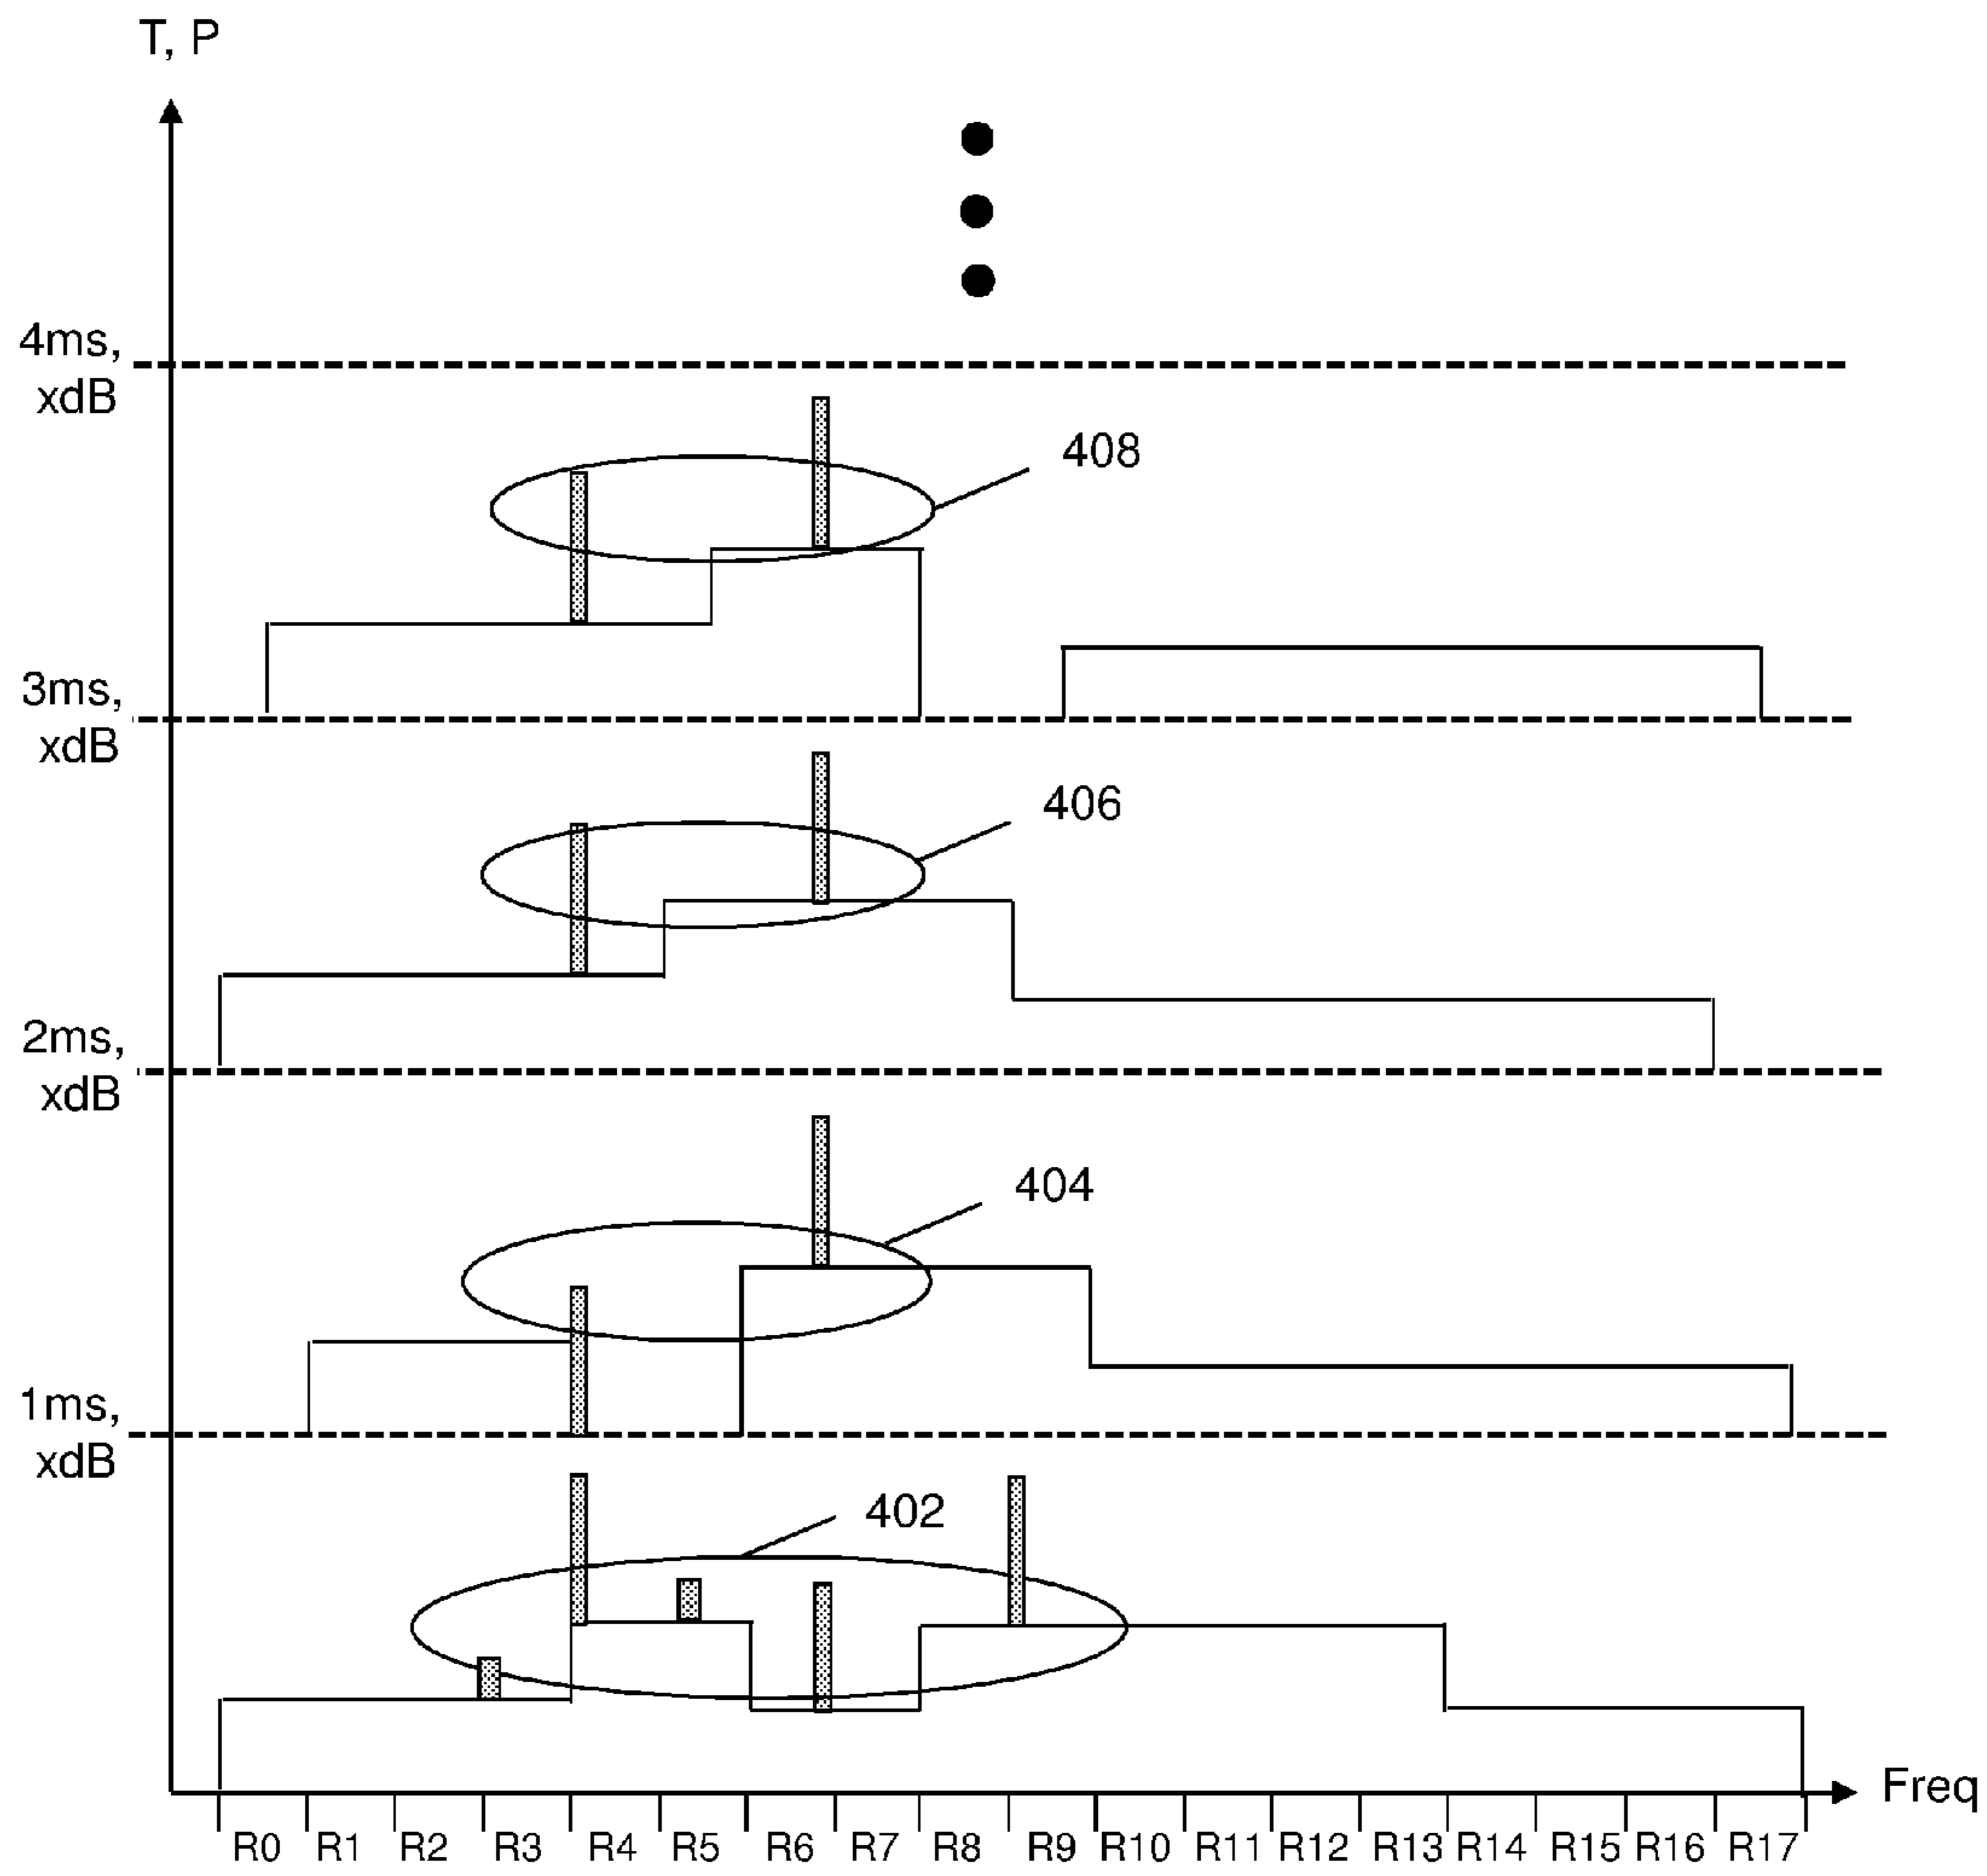 T, P
4ms,
xdB
408
3ms,
xdB
406
2ms,
xdB
404
1ms,
xdB
402
Freq
R0 R1 R2 R3 R4 R5 R6 R7 R8 R9 R10 R11 R12 R13 R14 R15 R16 R17